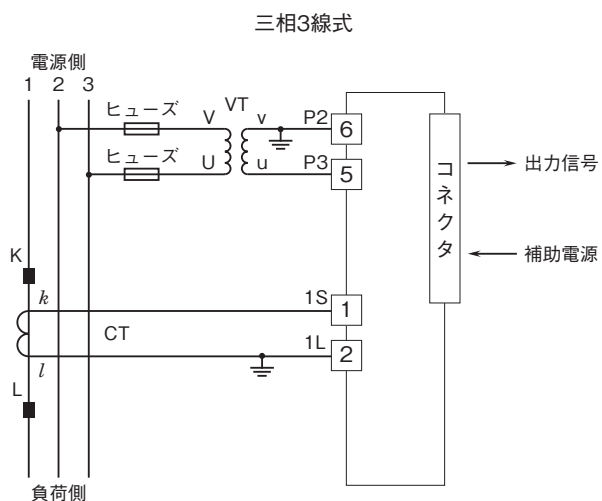 三相3線式
電源側
1 2 3
ヒューズ V VT v P2 6
ヒューズ U u P3 5
コネクタ
出力信号
補助電源
K
k 1S 1
CT
l 1L 2
L
負荷側